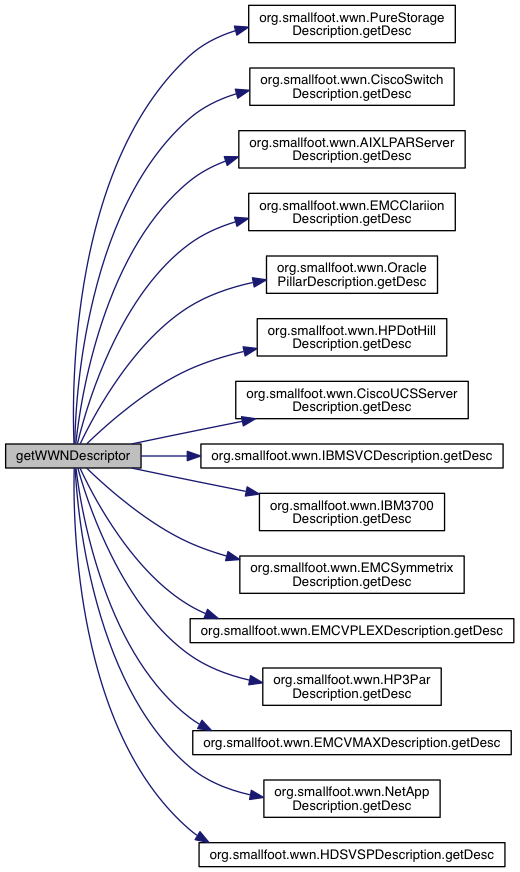 org.smallfoot.wwn.PureStorage
Description.getDesc
org.smallfoot.wwn.CiscoSwitch
Description.getDesc
org.smallfoot.wwn.AIXLPARServer
Description.getDesc
org.smallfoot.wwn.EMCClariion
Description.getDesc
org.smallfoot.wwn.Oracle
PillarDescription.getDesc
org.smallfoot.wwn.HPDotHill
Description.getDesc
org.smallfoot.wwn.CiscoUCSServer
Description.getDesc
getWWNDescriptor
org.smallfoot.wwn.IBMSVCDescription.getDesc
org.smallfoot.wwn.IBM3700
Description.getDesc
org.smallfoot.wwn.EMCSymmetrix
Description.getDesc
org.smallfoot.wwn.EMCVPLEXDescription.getDesc
org.smallfoot.wwn.HP3Par
Description.getDesc
org.smallfoot.wwn.EMCVMAXDescription.getDesc
org.smallfoot.wwn.NetApp
Description.getDesc
org.smallfoot.wwn.HDSVSPDescription.getDesc